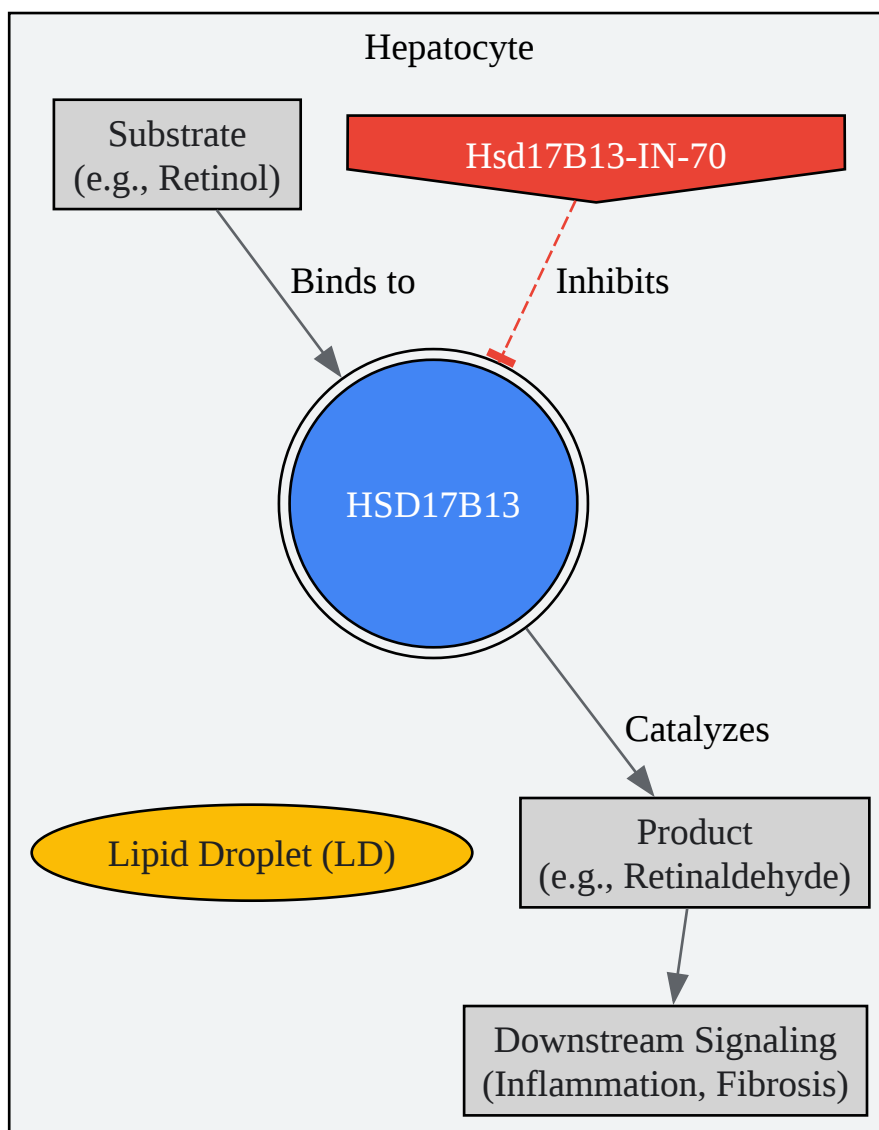 Hepatocyte
Substrate
(e.g., Retinol)
Hsd17B13-IN-70
Binds to
Inhibits
HSD17B13
Catalyzes
Lipid Droplet (LD)
Product
(e.g., Retinaldehyde)
Downstream Signaling
(Inflammation, Fibrosis)